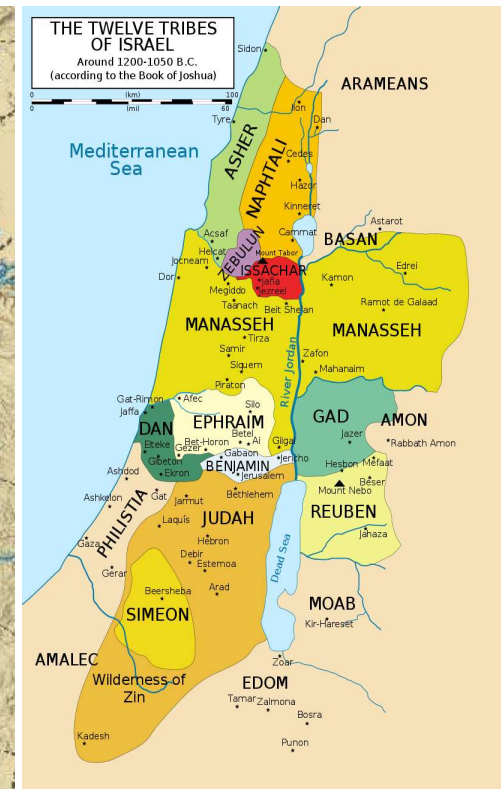 THE TWELVE TRIBES
OF ISRAEL
Around 1200-1050 B.C.
(according to the Book of Joshua)
0 (km) 100
0 (mil) 60
Sidon
ARAMEANS
Ion
Tyre
Dan
Mediterranean
Sea
ASHER
NAPHTALI
Cedes
Hazor
Kinneret
Astarot
Acsaf
Cammat
BASAN
Helcat
ZEBULUN
Mount Tabor
Jocneam
ISSACHAR
Edrei
Dor
Jafia
Kamon
Megiddo
Jezreel
Taanach
Beit Shelan
Ramot de Galaad
MANASSEH
MANASSEH
Tirza
River Jordan
Samir
Zafon
Siquem
Mahanaim
Piraton
Gat-Rimon
Afec
Jaffa
Silo
GAD
AMON
DAN
EPHRAIM
Betel
Jazer
Elteke
Bet-Horon
Ai
Gilgal
Rabbath Amon
Gezer
Gabaon
Jericho
Gibeton
BENJAMIN
Mefaat
Ekron
Hesbon
Ashdod
Jerusalem
Beser
Gat
Bethlehem
Mount Nebo
Ashkelon
Jarmut
PHILISTIA
REUBEN
Laquís
JUDAH
Jahaza
Gaza
Hebron
Debir
Dead Sea
Estemoa
Gerar
Beersheba
Arad
SIMEON
MOAB
Kir-Hareset
AMALEC
Zoar
Wilderness of
Zin
EDOM
Tamar
Zalmona
Bosra
Kadesh
Punon